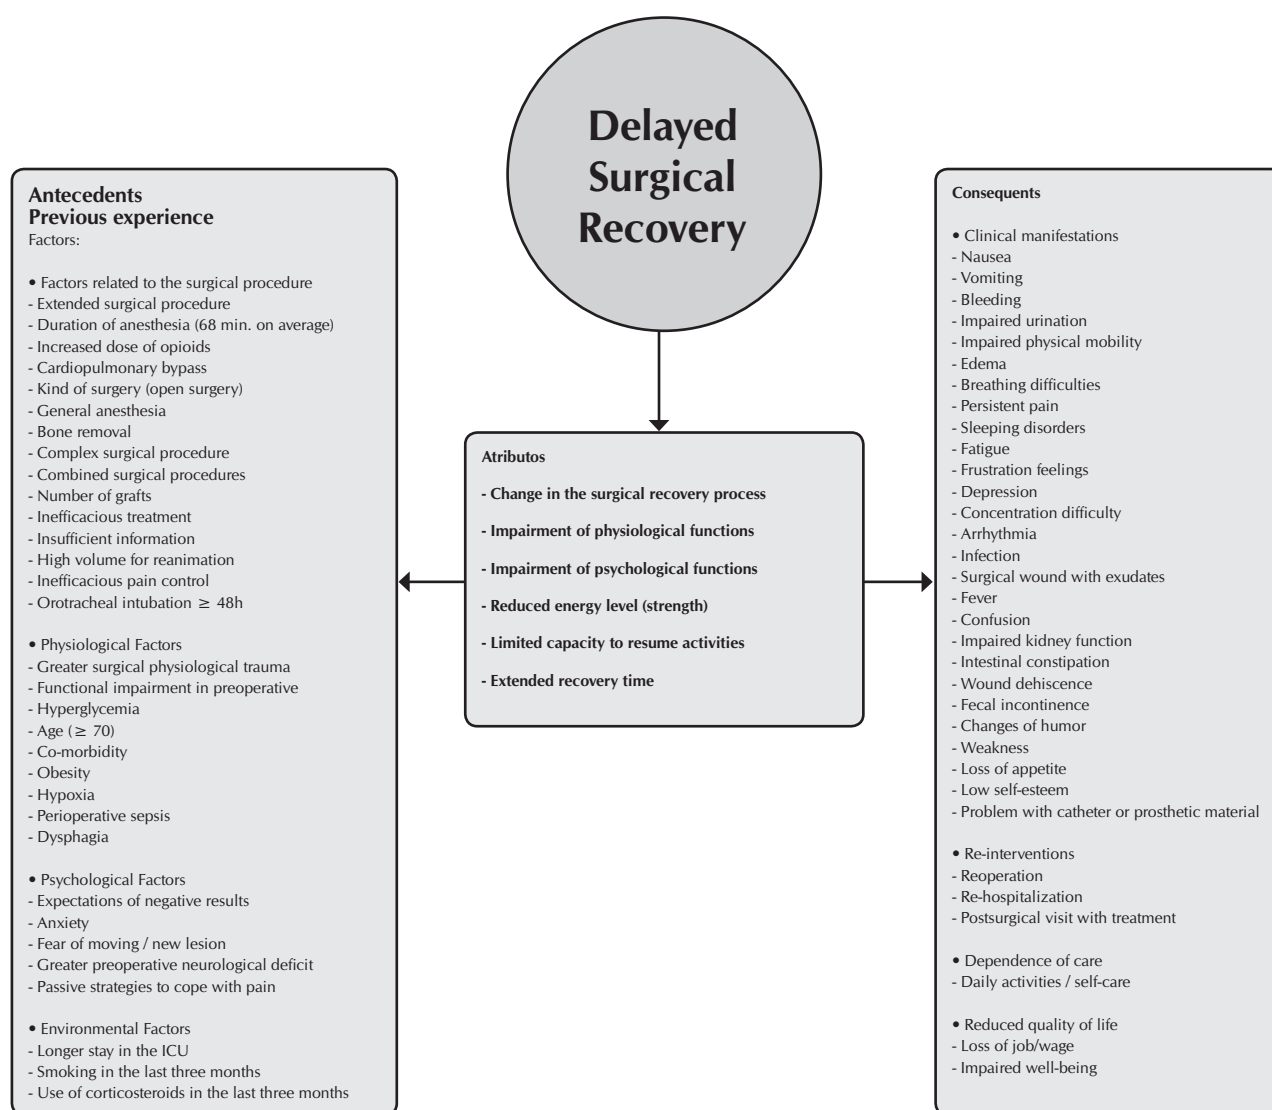 Delayed
Surgical
Recovery
Antecedents
Previous experience
Factors:
• Factors related to the surgical procedure
- Extended surgical procedure
- Duration of anesthesia (68 min. on average)
- Increased dose of opioids
- Cardiopulmonary bypass
- Kind of surgery (open surgery)
- General anesthesia
- Bone removal
- Complex surgical procedure
- Combined surgical procedures
- Number of grafts
- Inefficacious treatment
- Insufficient information
- High volume for reanimation
- Inefficacious pain control
- Orotracheal intubation ≥ 48h
• Physiological Factors
- Greater surgical physiological trauma
- Functional impairment in preoperative
- Hyperglycemia
- Age (≥ 70)
- Co-morbidity
- Obesity
- Hypoxia
- Perioperative sepsis
- Dysphagia
• Psychological Factors
- Expectations of negative results
- Anxiety
- Fear of moving / new lesion
- Greater preoperative neurological deficit
- Passive strategies to cope with pain
• Environmental Factors
- Longer stay in the ICU
- Smoking in the last three months
- Use of corticosteroids in the last three months
Atributos
- Change in the surgical recovery process
- Impairment of physiological functions
- Impairment of psychological functions
- Reduced energy level (strength)
- Limited capacity to resume activities
- Extended recovery time
Consequents
• Clinical manifestations
- Nausea
- Vomiting
- Bleeding
- Impaired urination
- Impaired physical mobility
- Edema
- Breathing difficulties
- Persistent pain
- Sleeping disorders
- Fatigue
- Frustration feelings
- Depression
- Concentration difficulty
- Arrhythmia
- Infection
- Surgical wound with exudates
- Fever
- Confusion
- Impaired kidney function
- Intestinal constipation
- Wound dehiscence
- Fecal incontinence
- Changes of humor
- Weakness
- Loss of appetite
- Low self-esteem
- Problem with catheter or prosthetic material
• Re-interventions
- Reoperation
- Re-hospitalization
- Postsurgical visit with treatment
• Dependence of care
- Daily activities / self-care
• Reduced quality of life
- Loss of job/wage
- Impaired well-being